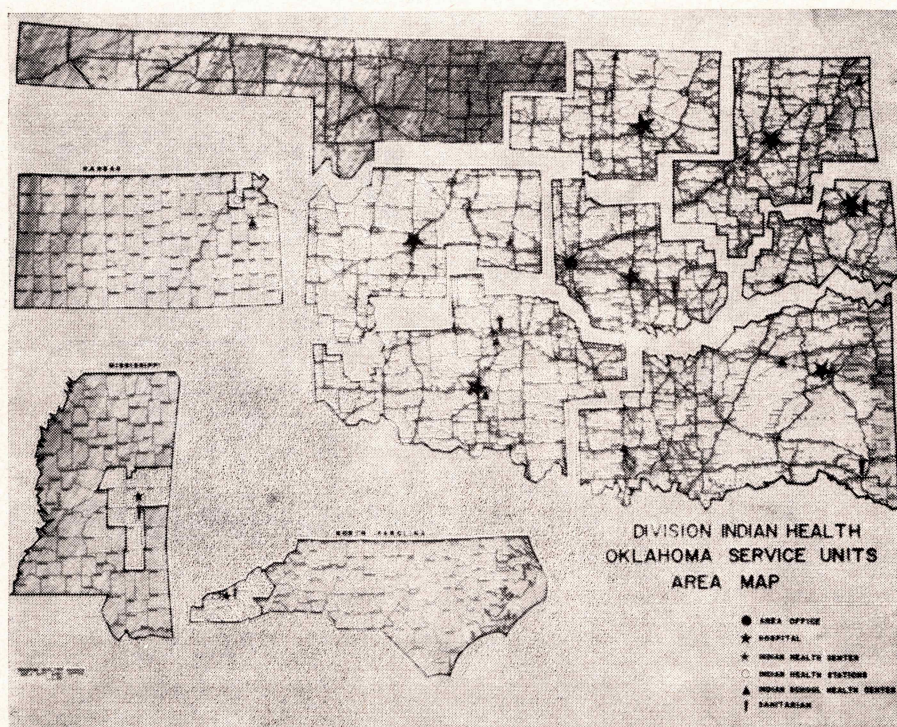 KANSAS
MISSISSIPPI
NORTH CAROLINA
DIVISION INDIAN HEALTH
OKLAHOMA SERVICE UNITS
AREA MAP
AREA OFFICE
HOSPITAL
INDIAN HEALTH CENTER
INDIAN HEALTH STATIONS
INDIAN SCHOOL HEALTH CENTER
SANITARIAN